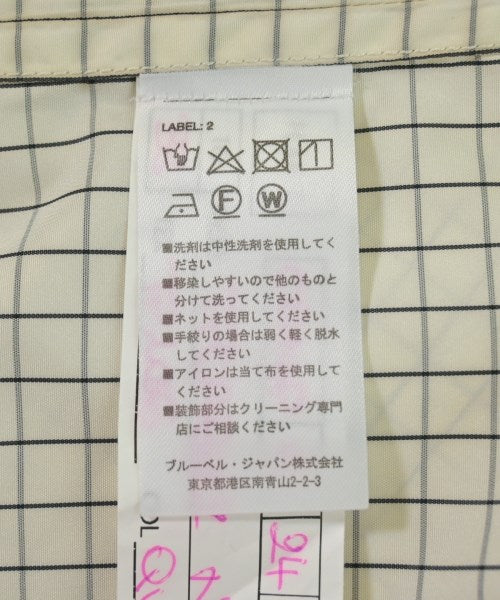 LABEL: 2
F W
■洗剤は中性洗剤を使用してく
ださい
■移染しやすいので他のものと
分けて洗ってください
■ネットを使用してください
■手絞りの場合は弱く軽く脱水
してください
■アイロンは当て布を使用して
ください
■装飾部分はクリーニング専門
店にご相談ください
ブルーベル・ジャパン株式会社
東京都港区南青山2-2-3
24